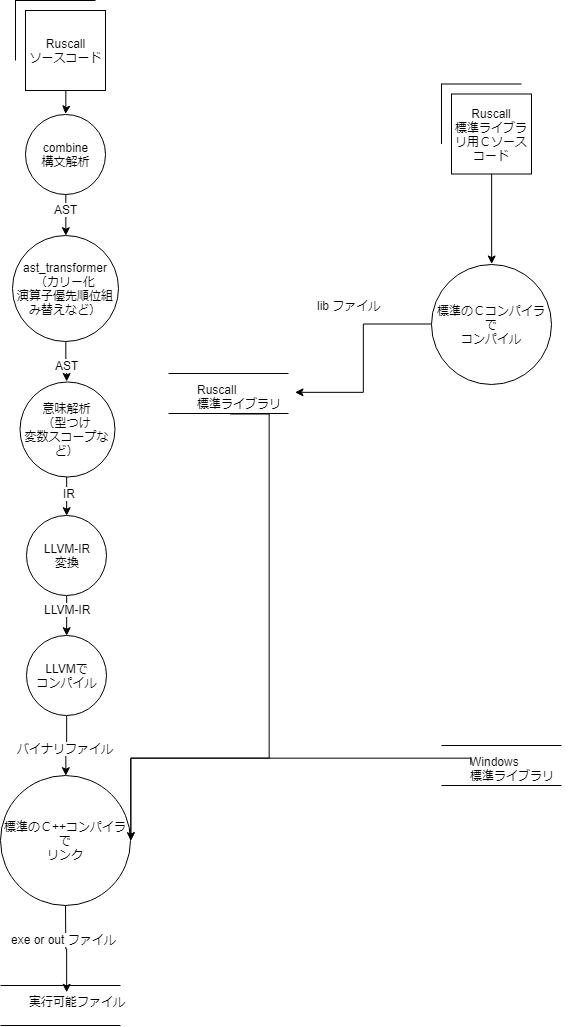 Ruscall
ソースコード
combine
構文解析
AST
ast_transformer
（カリー化
演算子優先順位組
み替えなど）
AST
意味解析
（型つけ
変数スコープな
ど）
IR
LLVM-IR
変換
LLVM-IR
LLVMで
コンパイル
バイナリファイル
標準のＣ++コンパイラ
で
リンク
exe or out ファイル
実行可能ファイル
Ruscall
標準ライブラ
リ用Ｃソース
コード
標準のＣコンパイラ
で
コンパイル
lib ファイル
Ruscall
標準ライブラリ
Windows
標準ライブラリ